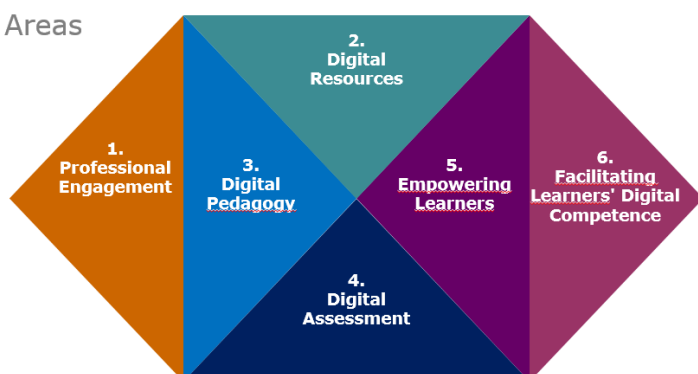 Areas
1.
Professional
Engagement
2.
Digital
Resources
3.
Digital
Pedagogy
4.
Digital
Assessment
5.
Empowering
Learners
6.
Facilitating
Learners' Digital
Competence